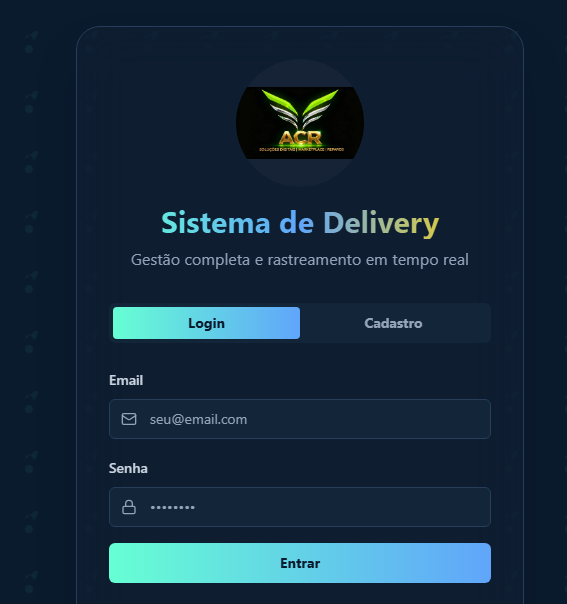 ACR
SOLUÇÕES DIGITAIS | MARKETPLACE | REPAROS
Sistema de Delivery
Gestão completa e rastreamento em tempo real
Login
Cadastro
Email
seu@email.com
Senha
••••••••
Entrar